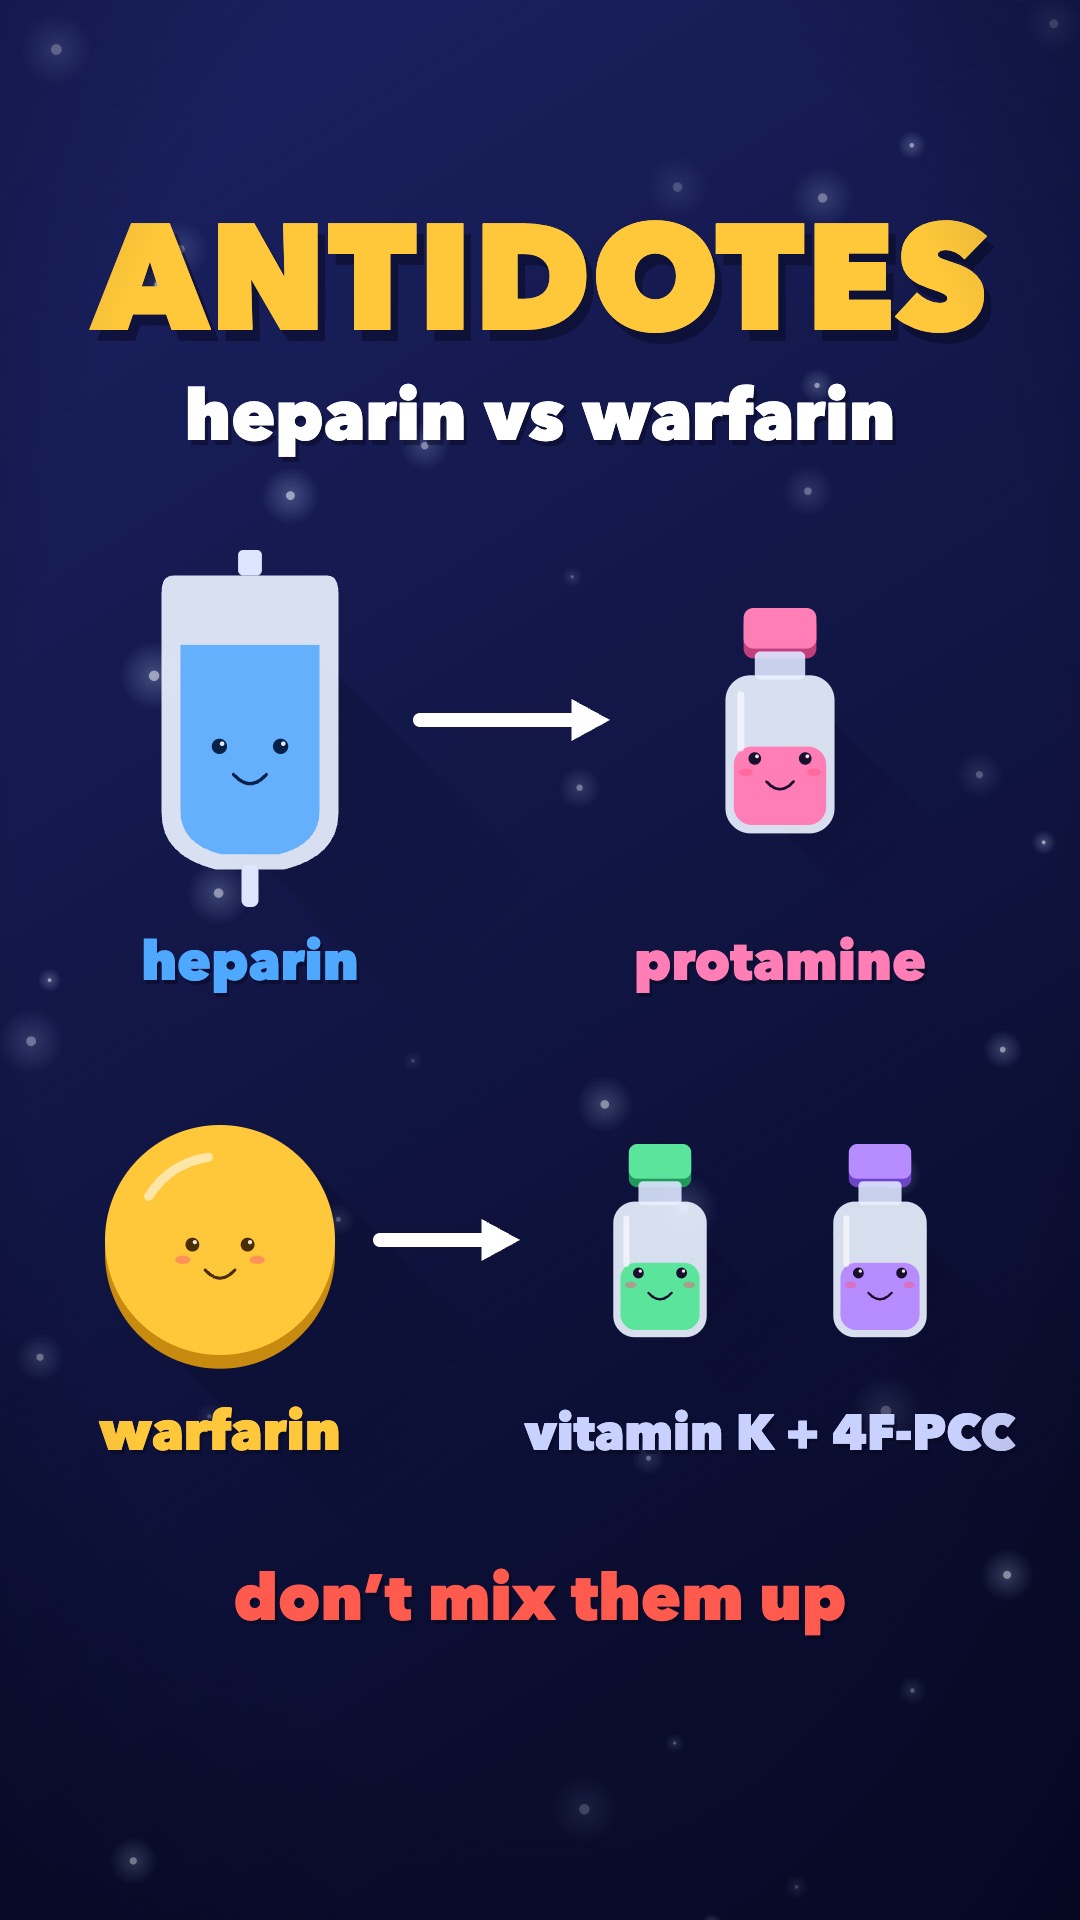 ANTIDOTES
heparin vs warfarin
heparin
protamine
warfarin
vitamin K + 4F-PCC
don’t mix them up